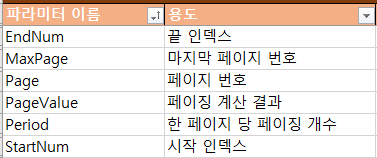 파라미터 이름 용도
EndNum 끝 인덱스
MaxPage 마지막 페이지 번호
Page 페이지 번호
PageValue 페이징 계산 결과
Period 한 페이지 당 페이징 개수
StartNum 시작 인덱스